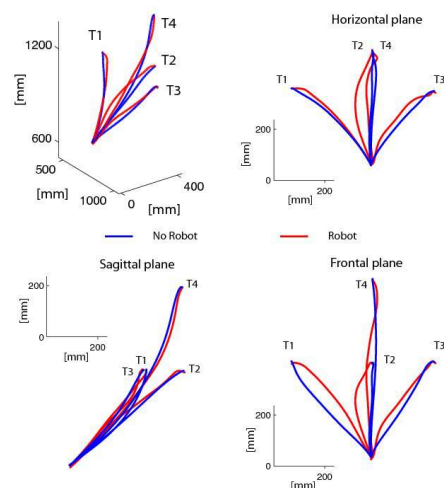 T4
T1
T2
T3
1200
[mm]
600
500
[mm]
1000
0
[mm]
400
Horizontal plane
T2 T4
T1
T3
200
[mm]
0
200
[mm]
No Robot
Robot
Sagittal plane
T4
200
[mm]
0
200
[mm]
T1
T3
T2
Frontal plane
T4
T1
T2
T3
200
[mm]
0
200
[mm]